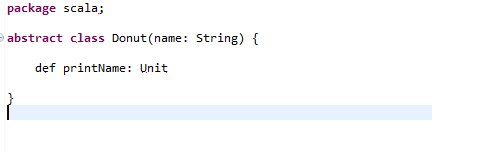 package scala;
abstract class Donut(name: String) {
def printName: Unit
}